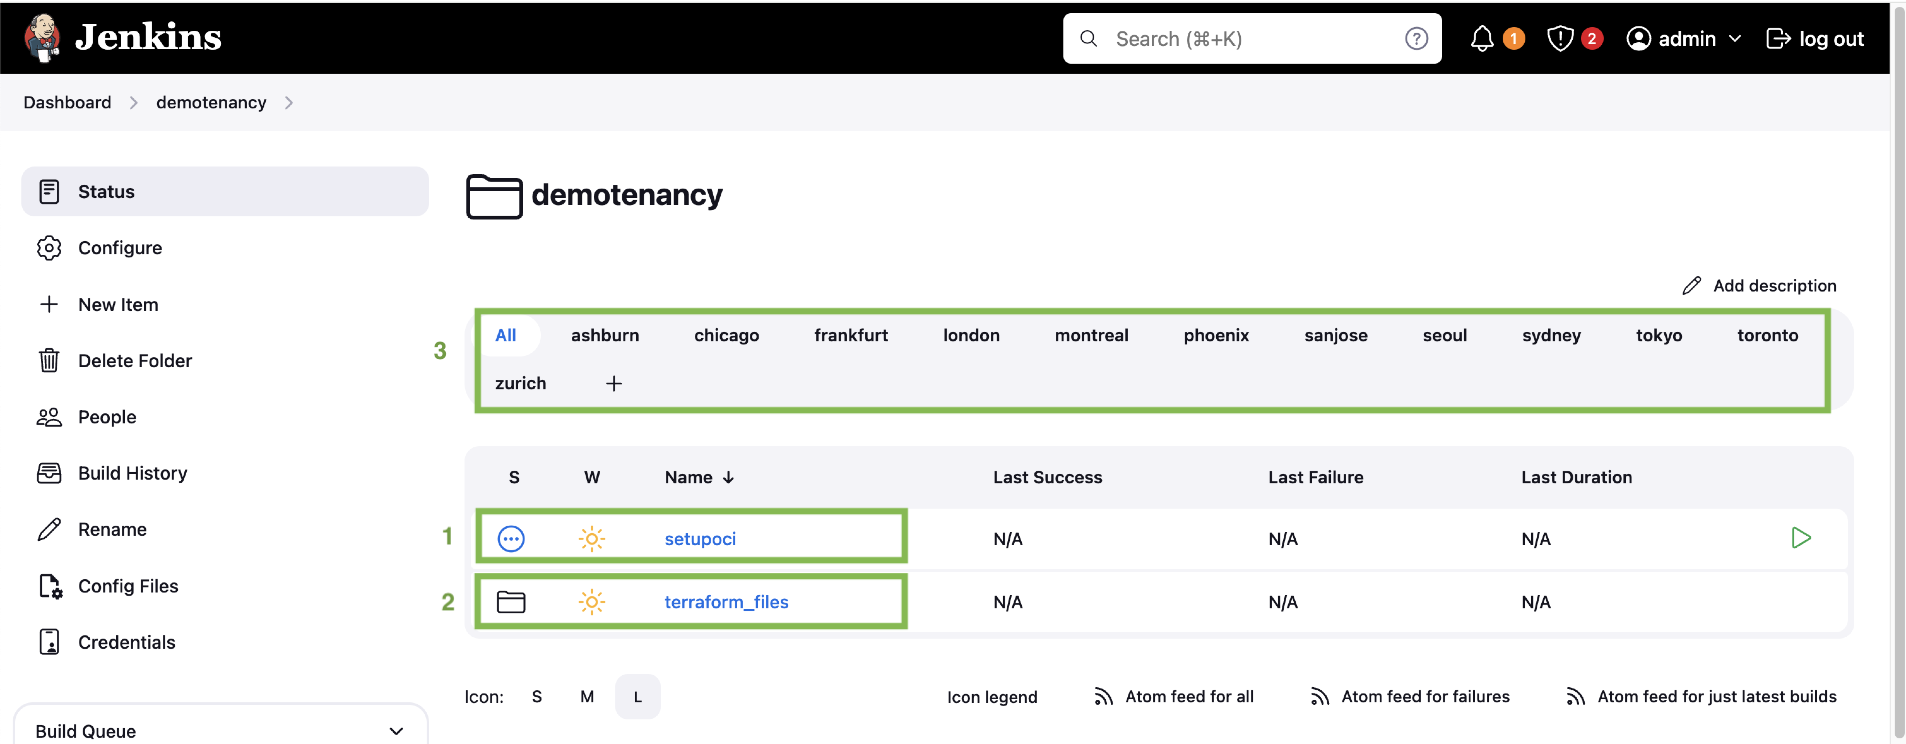 Jenkins
Search (⌘+K)
?
1
2
admin
log out
Dashboard
demotenancy
Status
Configure
New Item
Delete Folder
People
Build History
Rename
Config Files
Credentials
Build Queue
demotenancy
Add description
3
All ashburn chicago frankfurt london montreal phoenix sanjose seoul sydney tokyo toronto
zurich +
S W Name ↓ Last Success Last Failure Last Duration
1 setupoci N/A N/A N/A
2 terraform_files N/A N/A N/A
Icon: S M L Icon legend Atom feed for all Atom feed for failures Atom feed for just latest builds